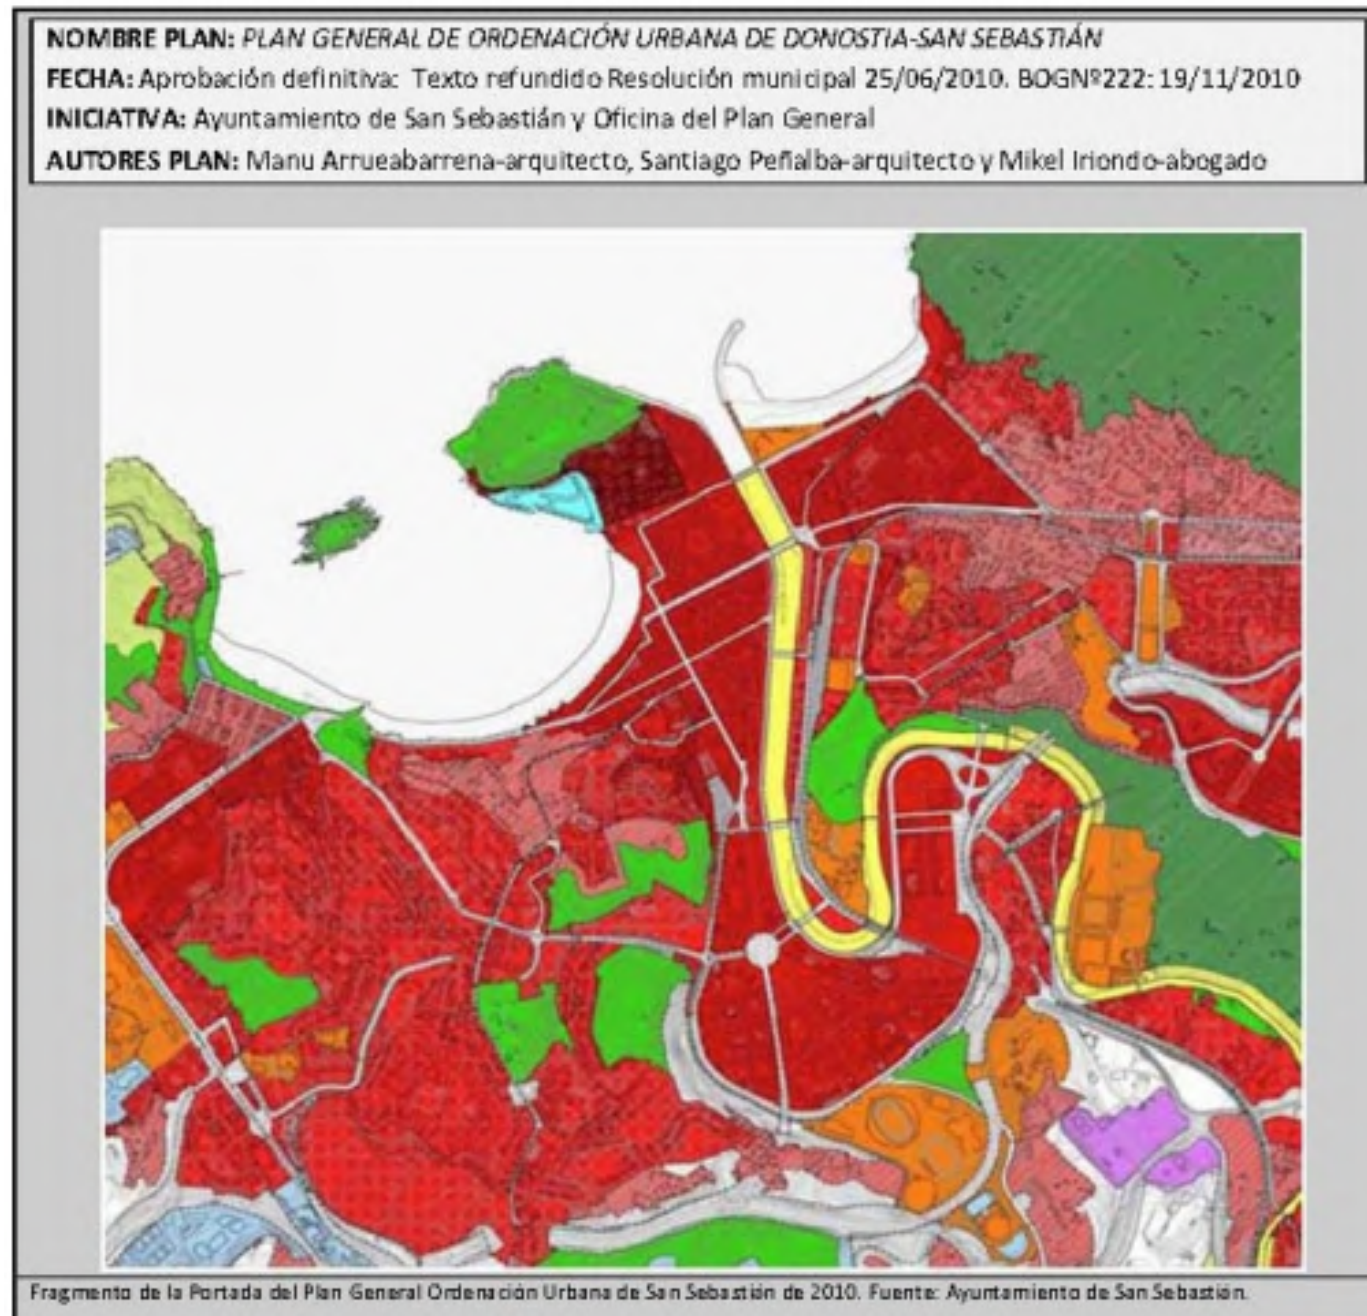 NOMBRE PLAN: PLAN GENERAL DE ORDENACIÓN URBANA DE DONOSTIA-SAN SEBASTIÁN
FECHA: Aprobación definitiva: Texto refundido Resolución municipal 25/06/2010. BOGNº222: 19/11/2010
INICIATIVA: Ayuntamiento de San Sebastián y Oficina del Plan General
AUTORES PLAN: Manu Arrueabarrena-arquitecto, Santiago Peñalba-arquitecto y Mikel Iriondo-abogado
Fragmento de la Portada del Plan General Ordenación Urbana de San Sebastián de 2010. Fuente: Ayuntamiento de San Sebastián.